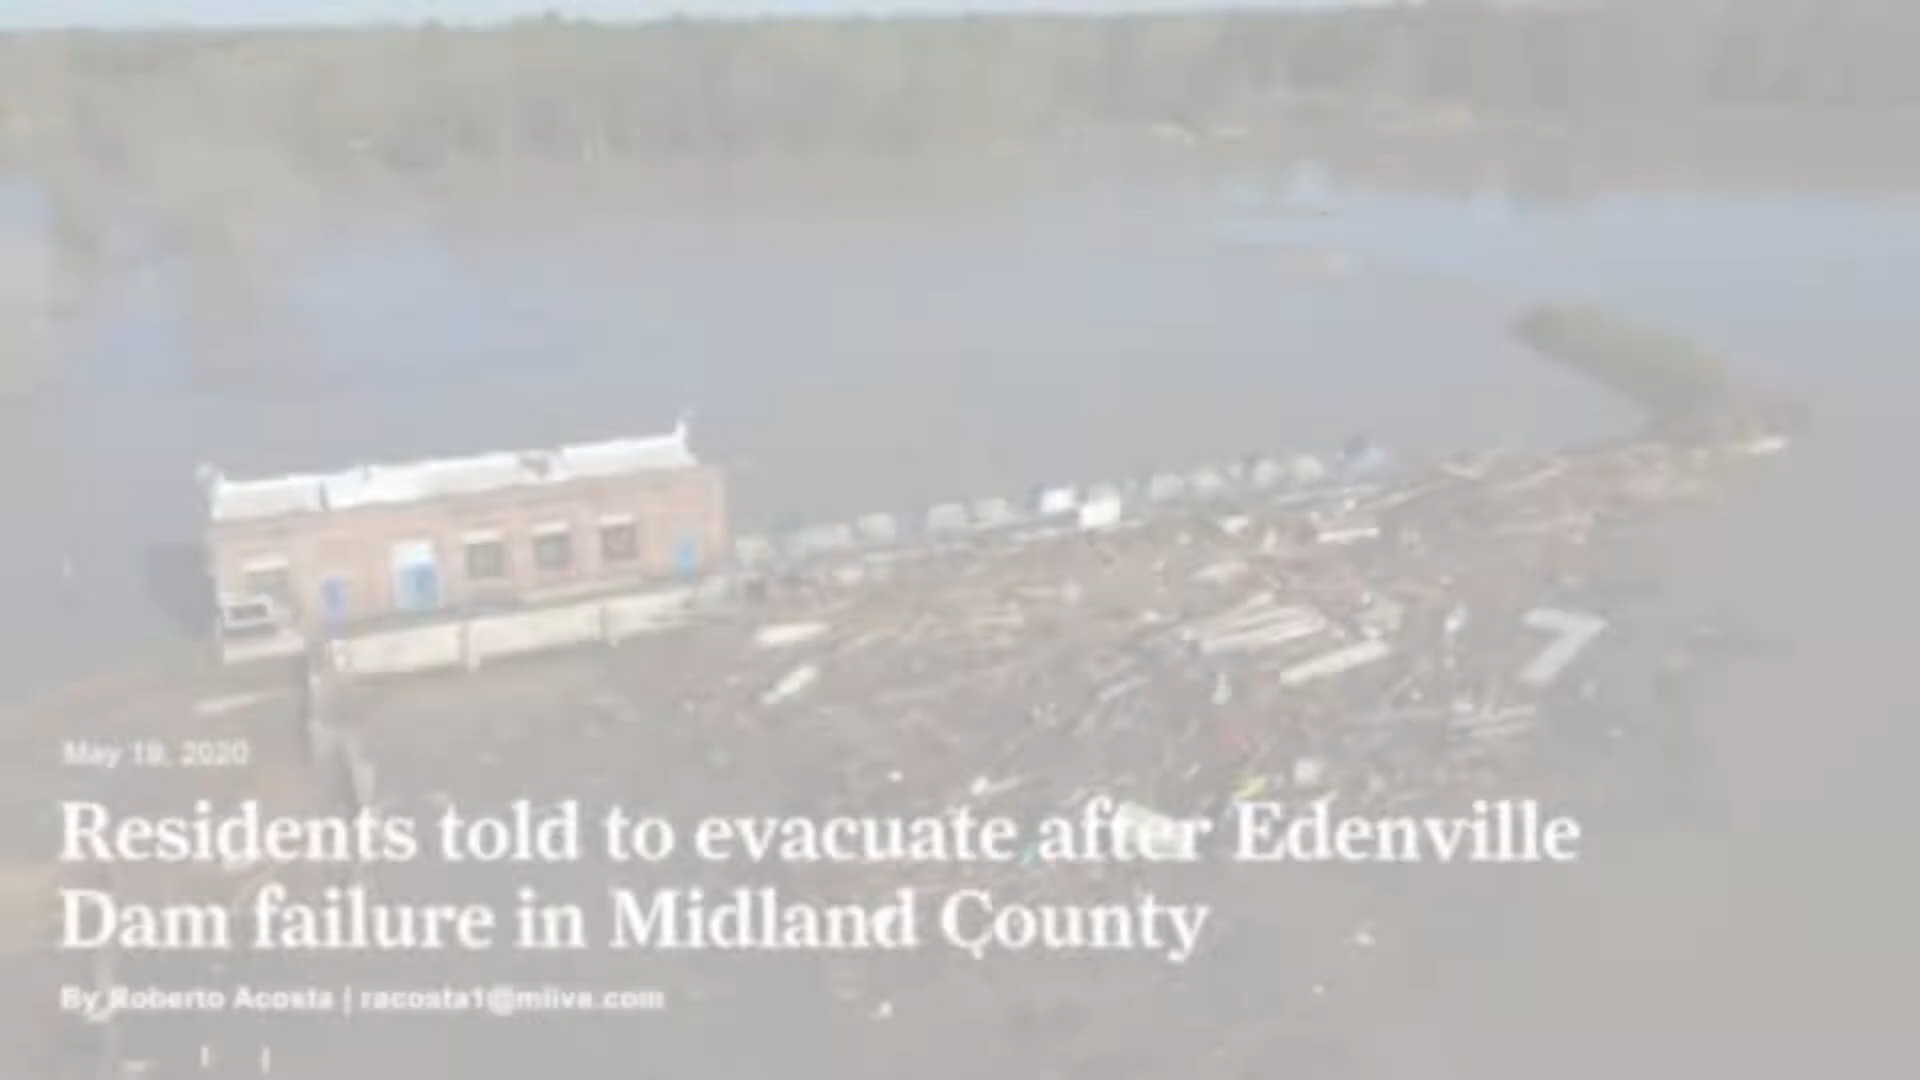 May 19, 2020
Residents told to evacuate after Edenville
Dam failure in Midland County
By Roberto Acosta | racosta1@mlive.com